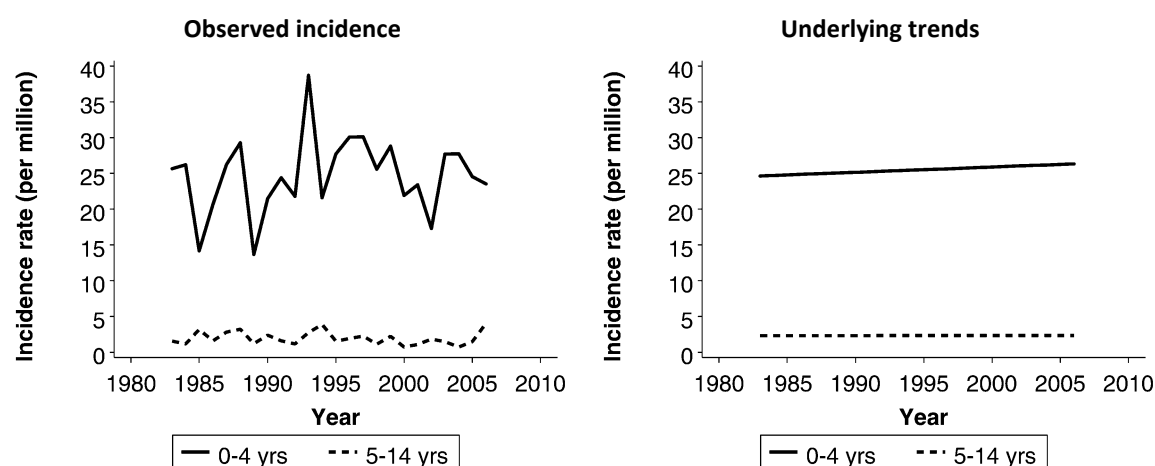 Observed incidence
Incidence rate (per million)
40
35
30
25
20
15
10
5
0
1980 1985 1990 1995 2000 2005 2010
Year
0-4 yrs 5-14 yrs
Underlying trends
Incidence rate (per million)
40
35
30
25
20
15
10
5
0
1980 1985 1990 1995 2000 2005 2010
Year
0-4 yrs 5-14 yrs